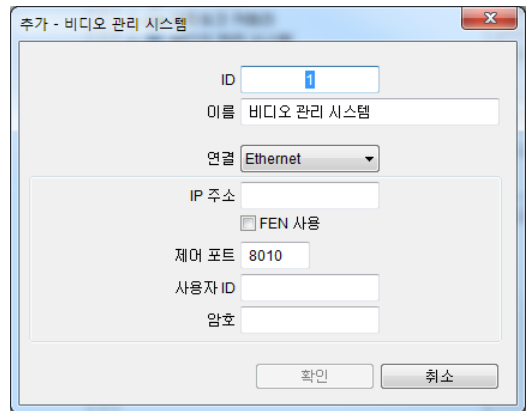 추가 - 비디오 관리 시스템
ID 1
이름 비디오 관리 시스템
연결 Ethernet
IP 주소
FEN 사용
제어 포트 8010
사용자 ID
암호
확인 취소